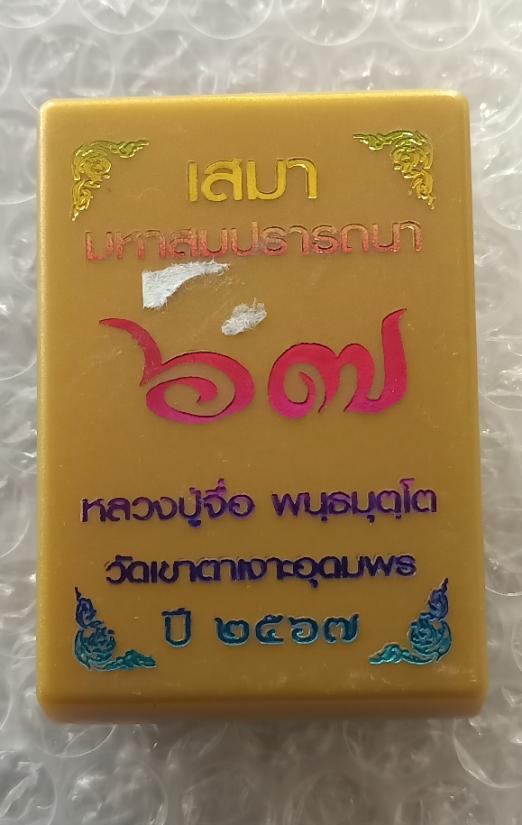 เสมา
มหาสมปรารถนา
๖๗
หลวงปู่จื่อ พนฺธมุตฺโต
วัดเขาตาเงาะอุดมพร
ปี ๒๕๖๗